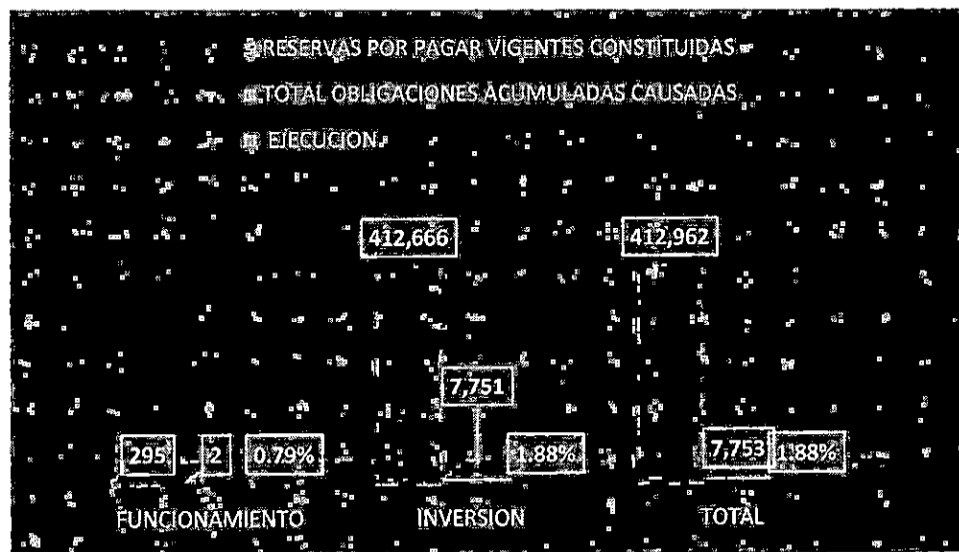 RESERVAS POR PAGAR VIGENTES CONSTITUIDAS
TOTAL OBLIGACIONES ACUMULADAS CAUSADAS
EJECUCION
412,666
412,962
7,751
295
2
0.79%
1.88%
7,753
1.88%
FUNCIONAMIENTO
INVERSION
TOTAL